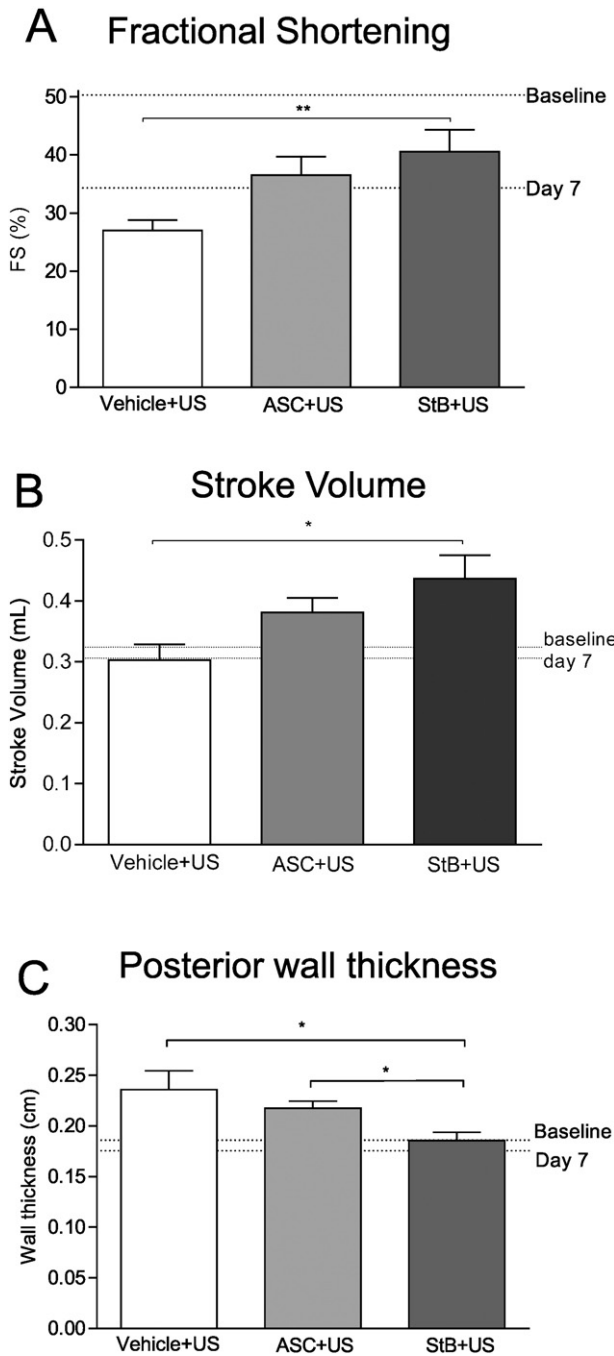 A Fractional Shortening
50
40
30
20
10
0
FS (%)
**
Baseline
Day 7
Vehicle+US ASC+US StB+US
B Stroke Volume
0.5
0.4
0.3
0.2
0.1
0.0
Stroke Volume (mL)
*
baseline
day 7
Vehicle+US ASC+US StB+US
C Posterior wall thickness
0.30
0.25
0.20
0.15
0.10
0.05
0.00
Wall thickness (cm)
*
*
Baseline
Day 7
Vehicle+US ASC+US StB+US